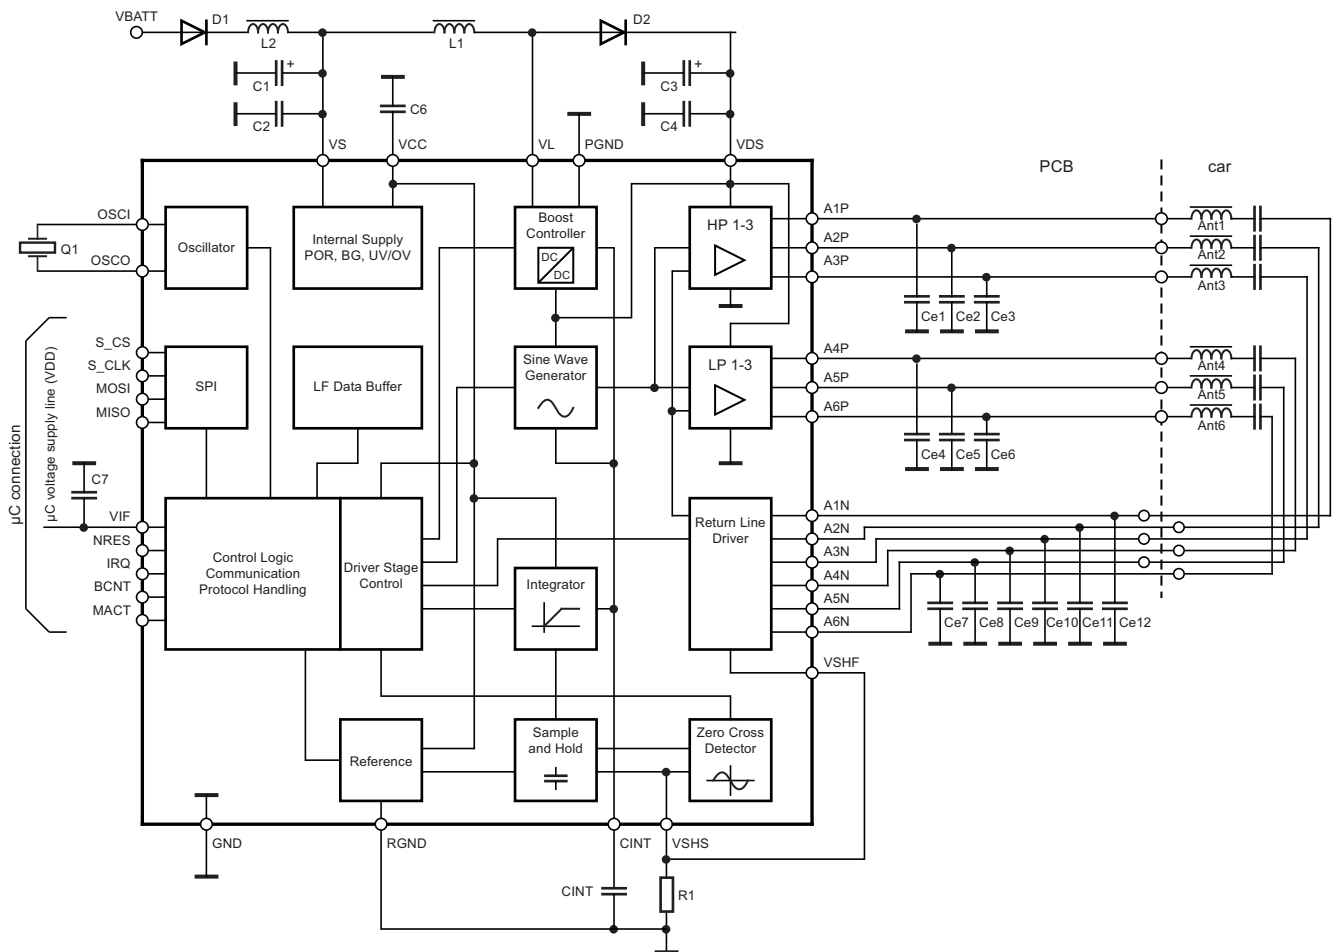 VBATT
D1
L2
L1
D2
C1
+
C2
C6
C3
+
C4
VS
VCC
VL
PGND
VDS
PCB
car
OSCI
OSCO
Q1
Oscillator
Internal Supply
POR, BG, UV/OV
Boost
Controller
DC
DC
HP 1-3
A1P
A2P
A3P
Ant1
Ant2
Ant3
Ce1
Ce2
Ce3
S_CS
S_CLK
MOSI
MISO
SPI
LF Data Buffer
Sine Wave
Generator
LP 1-3
A4P
A5P
A6P
Ant4
Ant5
Ant6
Ce4
Ce5
Ce6
µC connection
µC voltage supply line (VDD)
C7
VIF
NRES
IRQ
BCNT
MACT
Control Logic
Communication
Protocol Handling
Driver Stage
Control
Integrator
Return Line
Driver
A1N
A2N
A3N
A4N
A5N
A6N
VSHF
Ce7
Ce8
Ce9
Ce10
Ce11
Ce12
Reference
Sample
and Hold
Zero Cross
Detector
GND
RGND
CINT
VSHS
CINT
R1